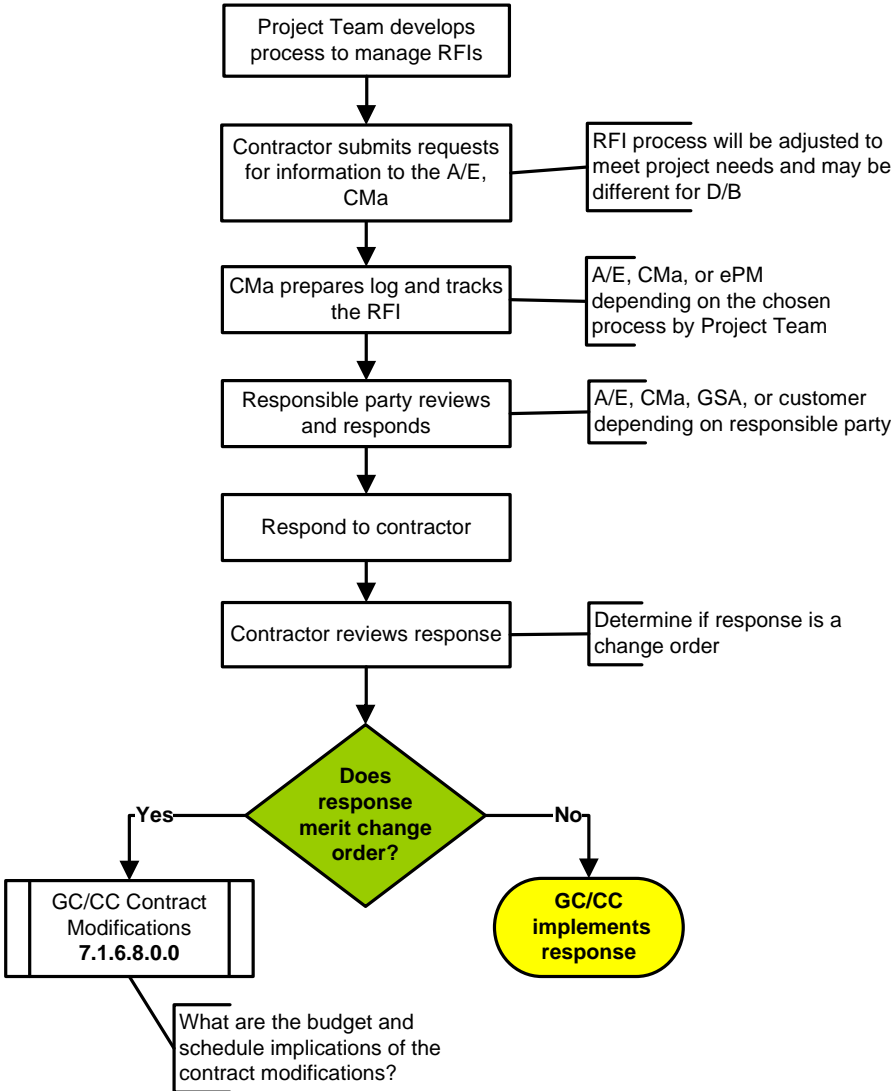 Project Team develops
process to manage RFIs
Contractor submits requests
for information to the A/E,
CMa
RFI process will be adjusted to
meet project needs and may be
different for D/B
CMa prepares log and tracks
the RFI
A/E, CMa, or ePM
depending on the chosen
process by Project Team
Responsible party reviews
and responds
A/E, CMa, GSA, or customer
depending on responsible party
Respond to contractor
Contractor reviews response
Determine if response is a
change order
Does
response
merit change
order?
Yes
No
GC/CC Contract
Modifications
7.1.6.8.0.0
GC/CC
implements
response
What are the budget and
schedule implications of the
contract modifications?